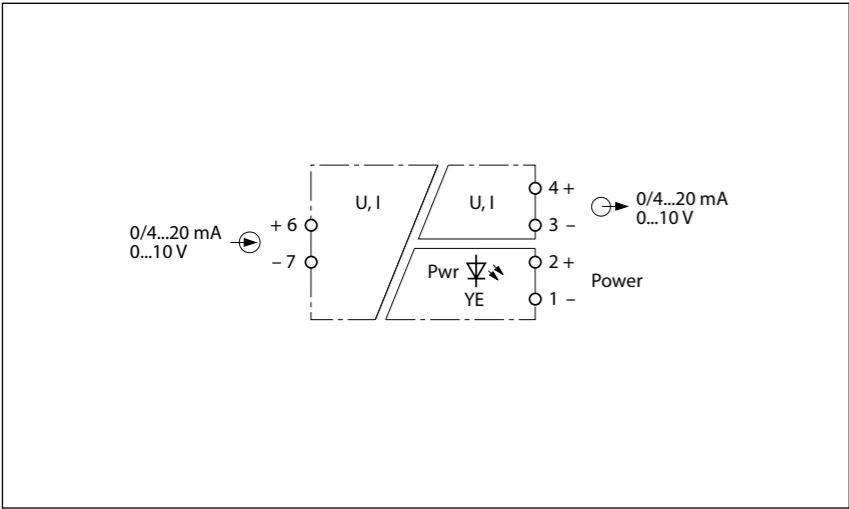 U, I
U, I
4 +
3 –
0/4...20 mA
0...10 V
+ 6
– 7
0/4...20 mA
0...10 V
Pwr
YE
2 +
1 –
Power